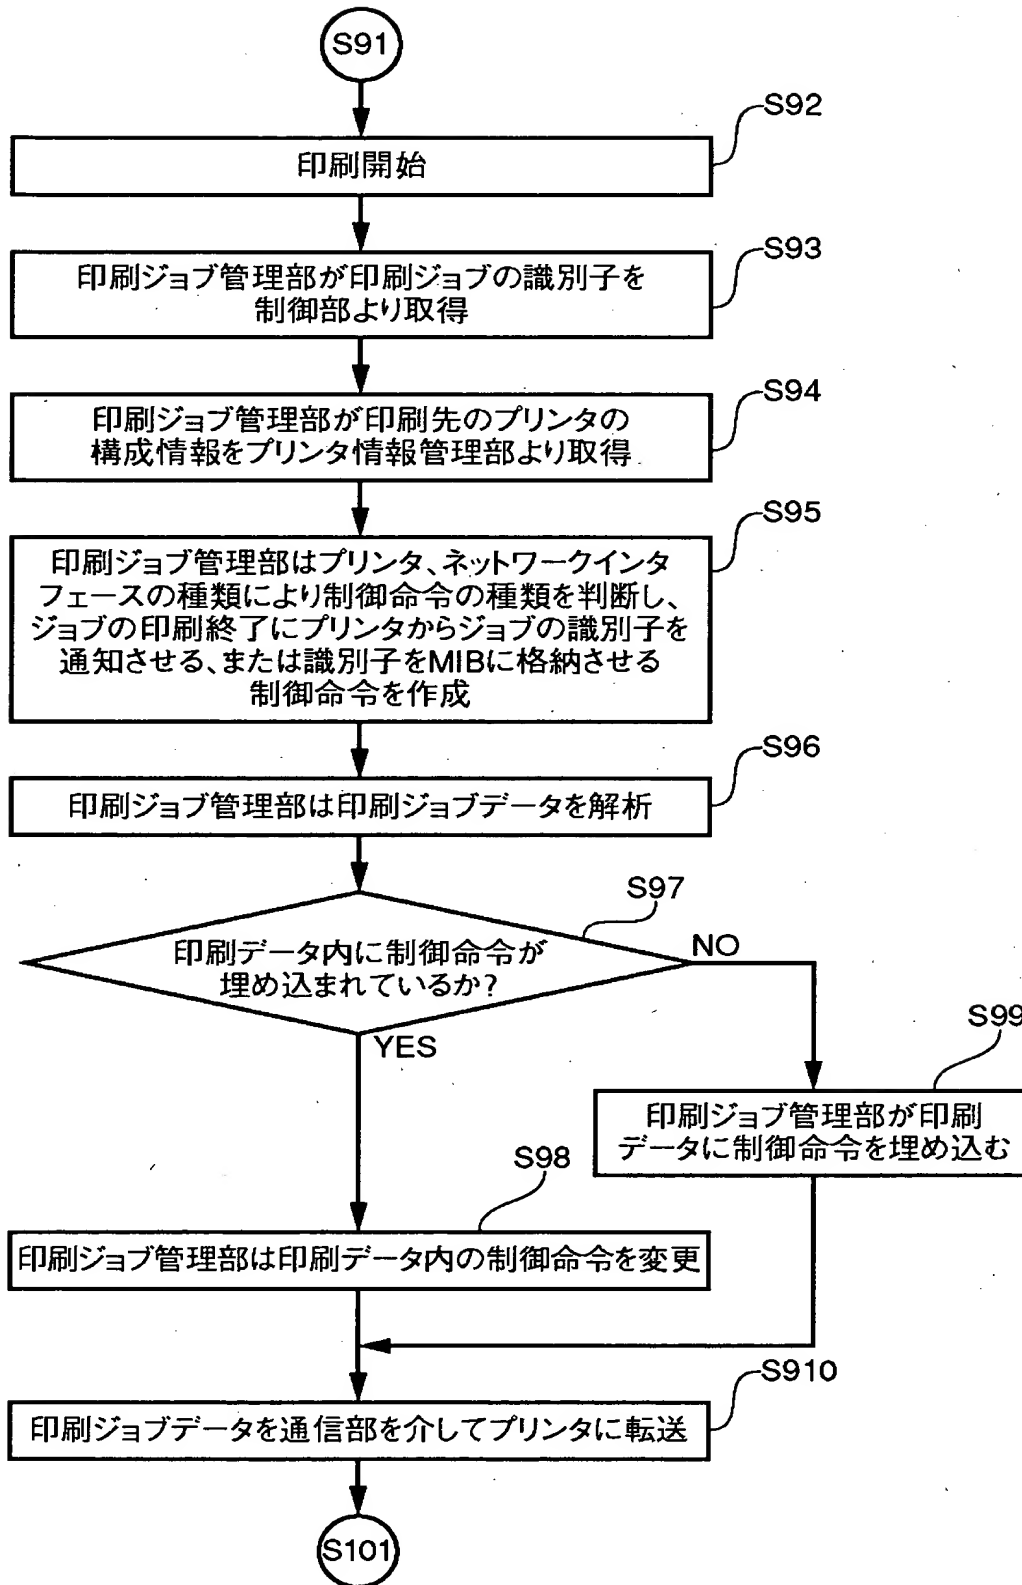 S91
S92
印刷開始
S93
印刷ジョブ管理部が印刷ジョブの識別子を
制御部より取得
S94
印刷ジョブ管理部が印刷先のプリンタの
構成情報をプリンタ情報管理部より取得
S95
印刷ジョブ管理部はプリンタ、ネットワークインタ
フェースの種類により制御命令の種類を判断し、
ジョブの印刷終了にプリンタからジョブの識別子を
通知させる、または識別子をMIBに格納させる
制御命令を作成
S96
印刷ジョブ管理部は印刷ジョブデータを解析
S97
印刷データ内に制御命令が
埋め込まれているか?
NO
YES
S99
印刷ジョブ管理部が印刷
データに制御命令を埋め込む
S98
印刷ジョブ管理部は印刷データ内の制御命令を変更
S910
印刷ジョブデータを通信部を介してプリンタに転送
S101